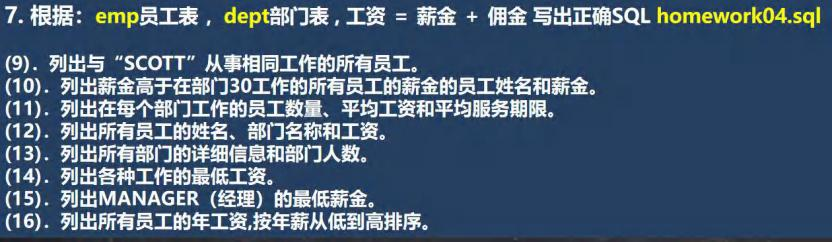 7. 根据：emp员工表 ，dept部门表 , 工资 = 薪金 + 佣金 写出正确SQL homework04.sql
(9)．列出与“SCOTT”从事相同工作的所有员工。
(10)．列出薪金高于在部门30工作的所有员工的薪金的员工姓名和薪金。
(11)．列出在每个部门工作的员工数量、平均工资和平均服务期限。
(12)．列出所有员工的姓名、部门名称和工资。
(13)．列出所有部门的详细信息和部门人数。
(14)．列出各种工作的最低工资。
(15)．列出MANAGER（经理）的最低薪金。
(16)．列出所有员工的年工资,按年薪从低到高排序。